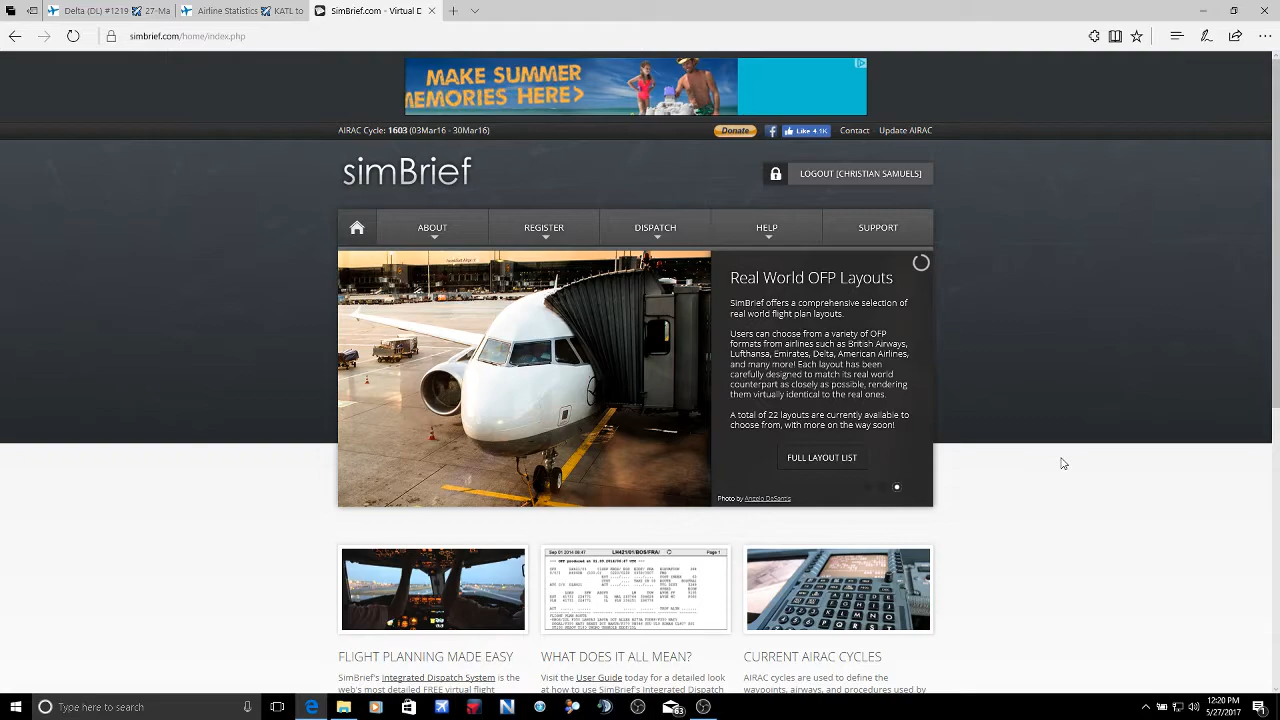 Delta (DL) #1219
27-Ma
Airline Statistics
KATL to
SimBrief.com - Virtual D
simbrief.com/home/index.php
MAKE SUMMER
MEMORIES HERE>
AIRAC Cycle: 1603 (03Mar16 - 30Mar16)
Donate
Like 4.1K
Contact
Update AIRAC
simBrief
LOGOUT [CHRISTIAN SAMUELS]
ABOUT
REGISTER
DISPATCH
HELP
SUPPORT
Real World OFP Layouts
SimBrief offers a comprehensive selection of
real world flight plan layouts.
Users can choose from a variety of OFP
formats from airlines such as British Airways,
Lufthansa, Emirates, Delta, American Airlines,
and many more! Each layout has been
carefully designed to match its real world
counterpart as closely as possible, rendering
them virtually identical to the real ones.
A total of 22 layouts are currently available to
choose from, with more on the way soon!
FULL LAYOUT LIST
Photo by Angelo DeSantis
LH421/01/BOS/FRA/
Page 1
FLIGHT PLANNING MADE EASY
WHAT DOES IT ALL MEAN?
CURRENT AIRAC CYCLES
SimBrief's Integrated Dispatch System is the
web's most detailed FREE virtual flight
Visit the User Guide today for a detailed
look at how to use SimBrief's Integrated Dispatch
AIRAC cycles are used to define the
waypoints, airways, and procedures used by
Type here to search
63
12:20 PM
5/27/2017